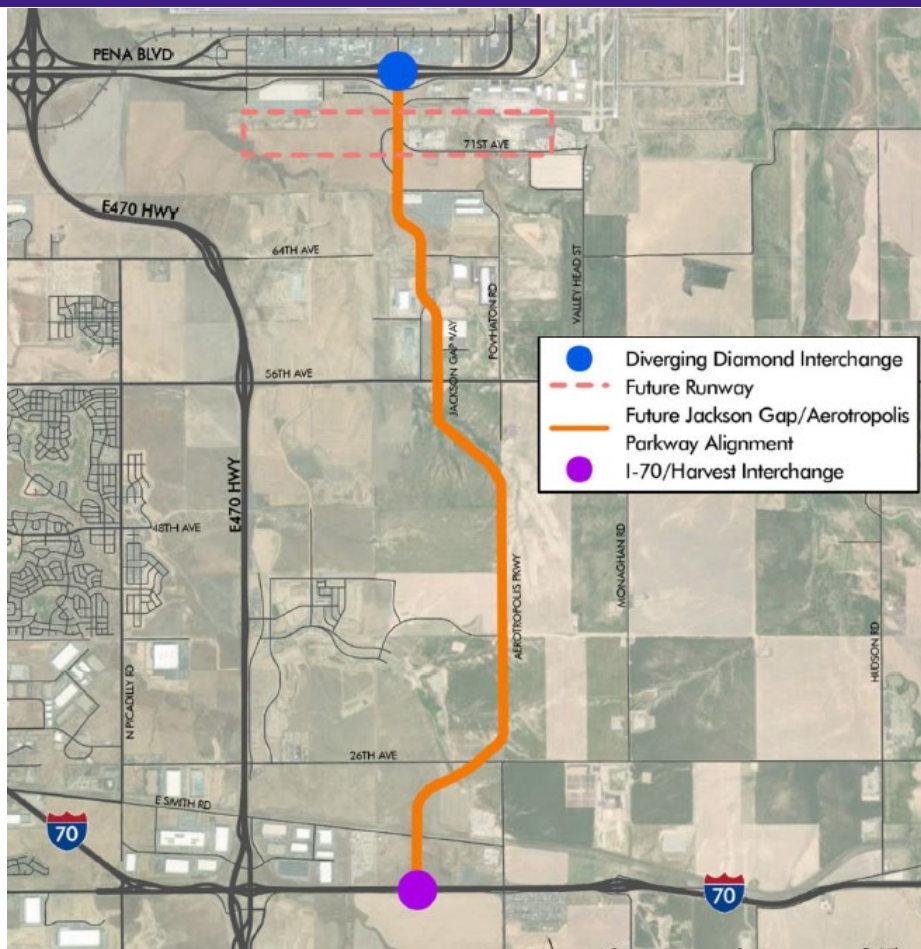 PENA BLVD
71ST AVE
E470 HWY
64TH AVE
VALLEY HEAD ST
POWHATON RD
JACKSON GAP WAY
56TH AVE
Diverging Diamond Interchange
Future Runway
Future Jackson Gap/Aerotropolis
Parkway Alignment
I-70/Harvest Interchange
E470 HWY
48TH AVE
MONAGHAN RD
AEROTROPOLIS PKWY
HUDSON RD
N PICADILLY RD
26TH AVE
E SMITH RD
70
70